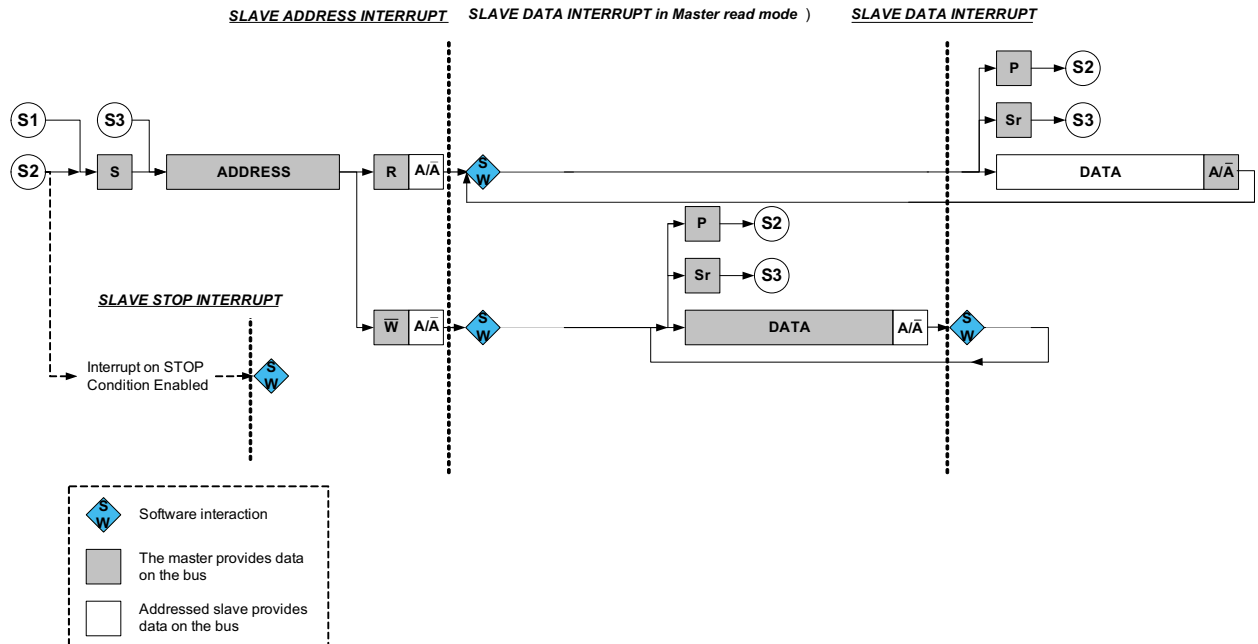 SLAVE ADDRESS INTERRUPT
SLAVE DATA INTERRUPT in Master read mode )
SLAVE DATA INTERRUPT
P
S2
S1
S3
Sr
S3
S2
S
ADDRESS
R
A/A̅
S
W
DATA
A/A̅
P
S2
Sr
S3
SLAVE STOP INTERRUPT
W̅
A/A̅
S
W
DATA
A/A̅
S
W
Interrupt on STOP
Condition Enabled
S
W
S
W
Software interaction
The master provides data
on the bus
Addressed slave provides
data on the bus